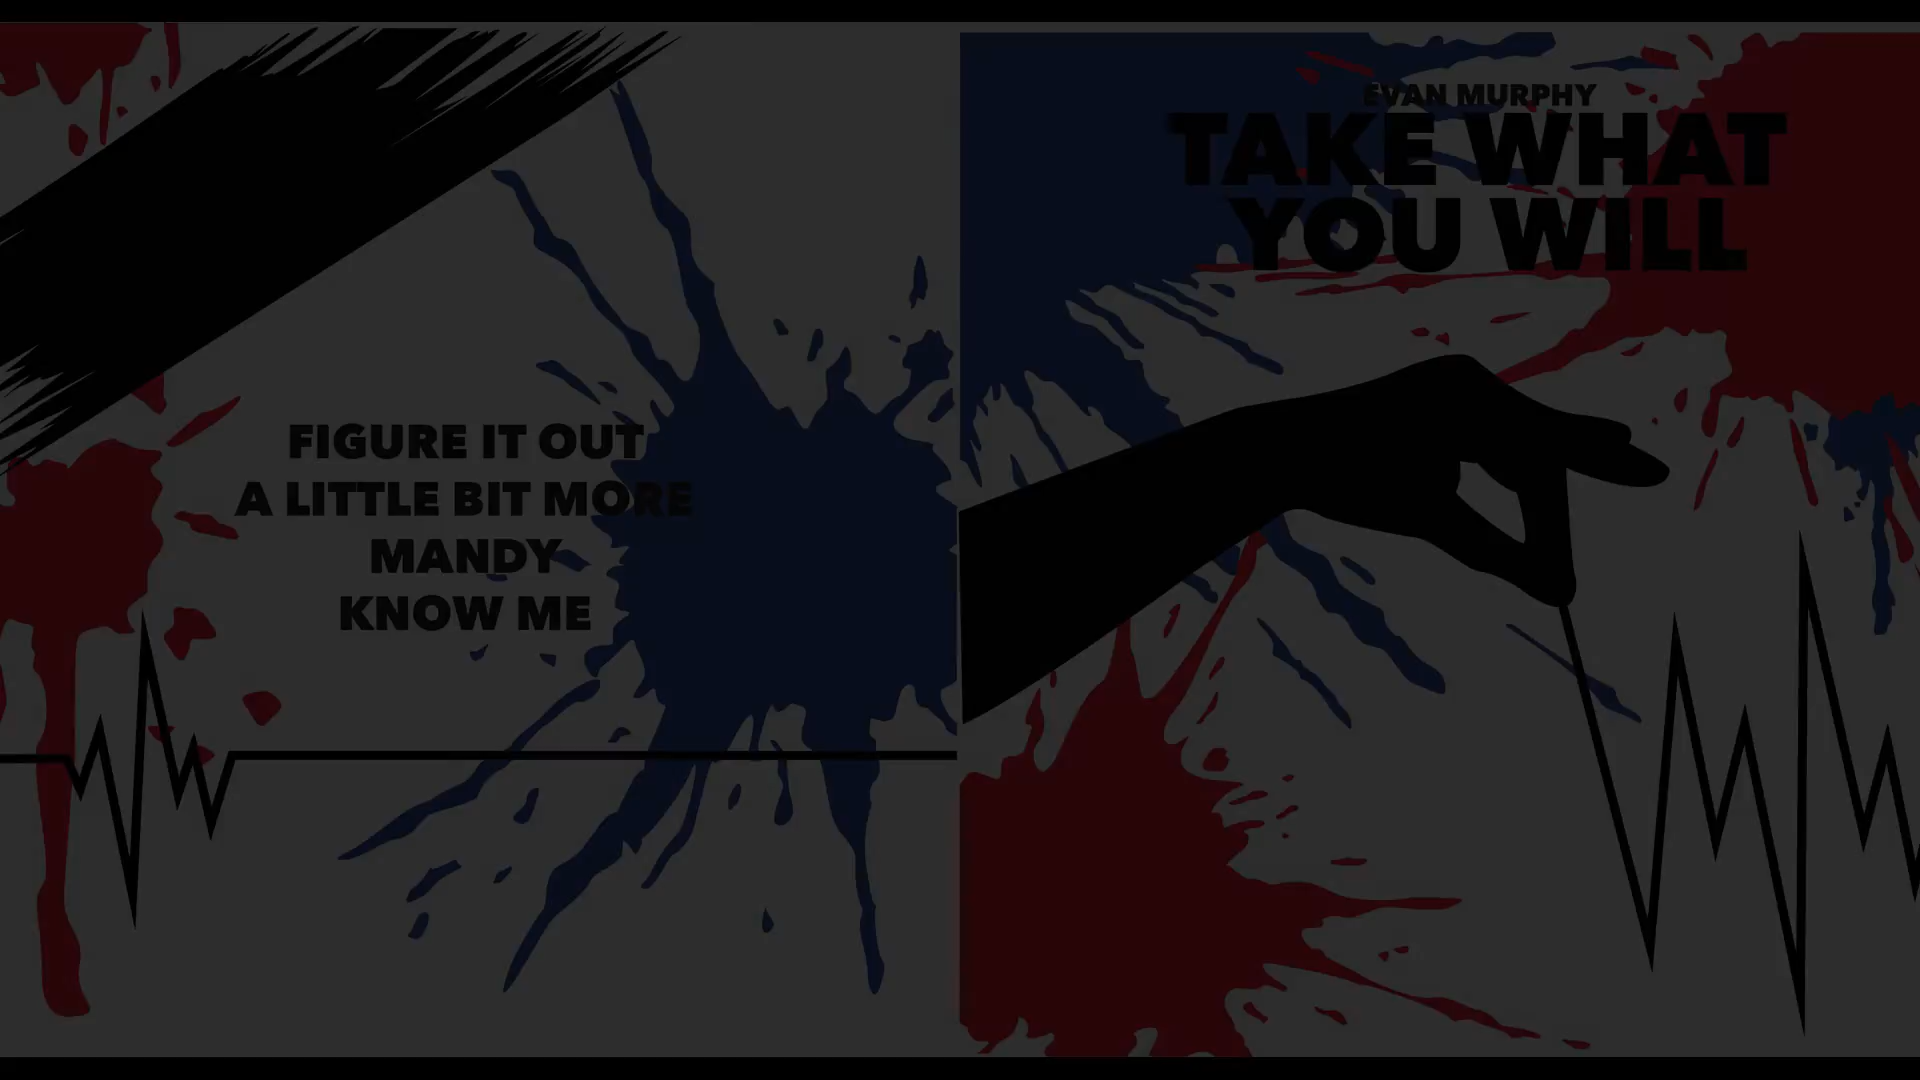 FIGURE IT OUT
A LITTLE BIT MORE
MANDY
KNOW ME
EVAN MURPHY
TAKE WHAT
YOU WILL